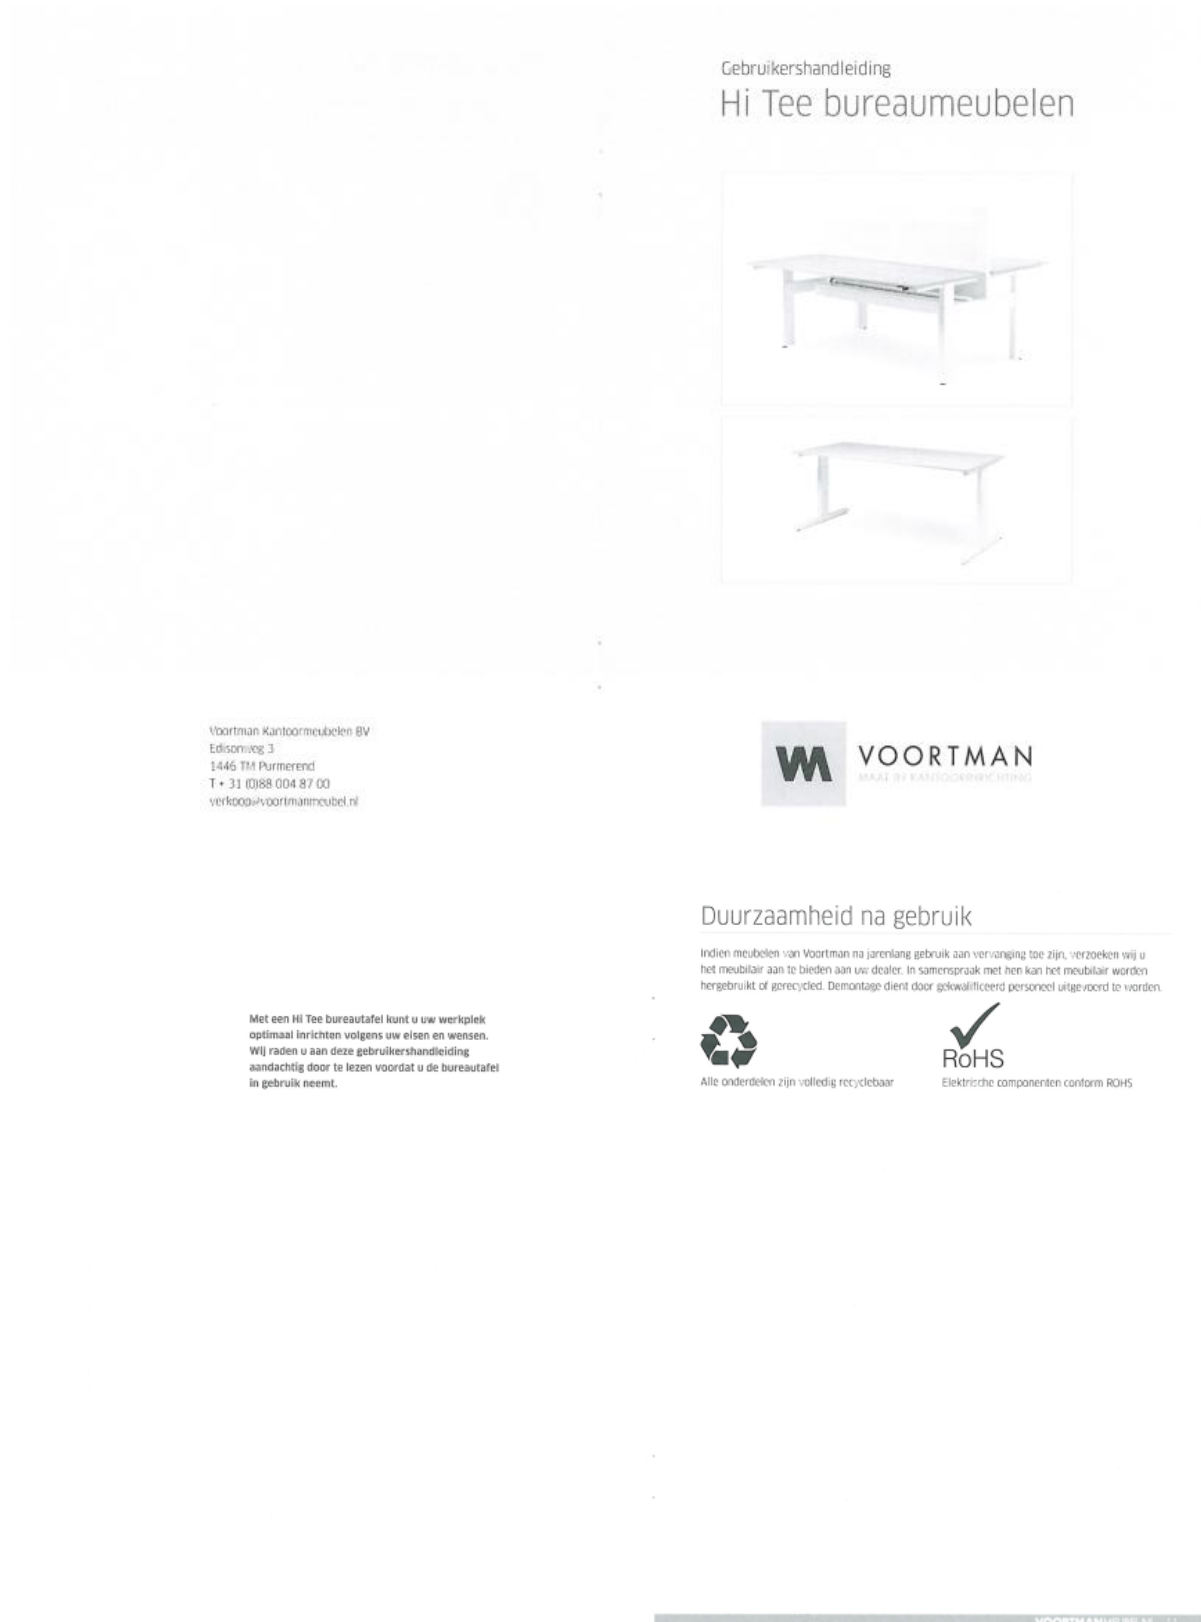 Gebruikershandleiding
Hi Tee bureaumeubelen
Voortman Kantoormeubelen BV
Edisonweg 3
1446 TM Purmerend
T + 31 (0)88 004 87 00
verkoop@voortmanmeubel.nl
VOORTMAN
MAAT IN KANTOORINRICHTING
Met een Hi Tee bureautafel kunt u uw werkplek
optimaal inrichten volgens uw eisen en wensen.
Wij raden u aan deze gebruikershandleiding
aandachtig door te lezen voordat u de bureautafel
in gebruik neemt.
Duurzaamheid na gebruik
Indien meubelen van Voortman na jarenlang gebruik aan vervanging toe zijn, verzoeken wij u
het meubilair aan te bieden aan uw dealer. In samenspraak met hen kan het meubilair worden
hergebruikt of gerecycled. Demontage dient door gekwalificeerd personeel uitgevoerd te worden.
RoHS
Alle onderdelen zijn volledig recyclebaar
Elektrische componenten conform ROHS